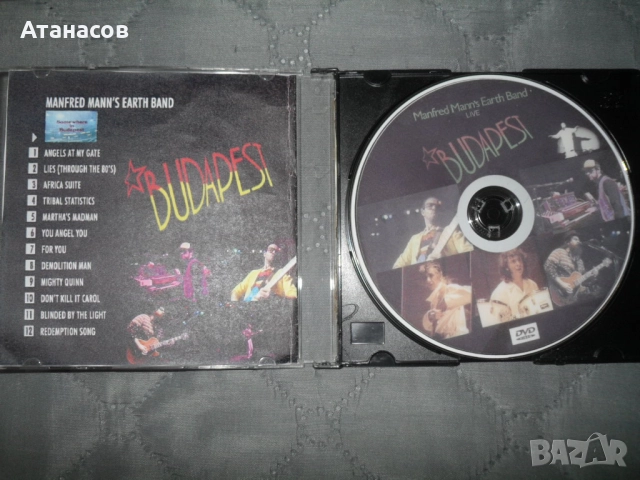 Атанасов
MANFRED MANN'S EARTH BAND
1 ANGELS AT MY GATE
2 LIES (THROUGH THE 80'S)
3 AFRICA SUITE
4 TRIBAL STATISTICS
5 MARTHA'S MADMAN
6 YOU ANGEL YOU
7 FOR YOU
8 DEMOLITION MAN
9 MIGHTY QUINN
10 DON'T KILL IT CAROL
11 BLINDED BY THE LIGHT
12 REDEMPTION SONG
BUDAPEST
Manfred Mann's Earth Band
LIVE
BUDAPEST
DVD
BAZAR